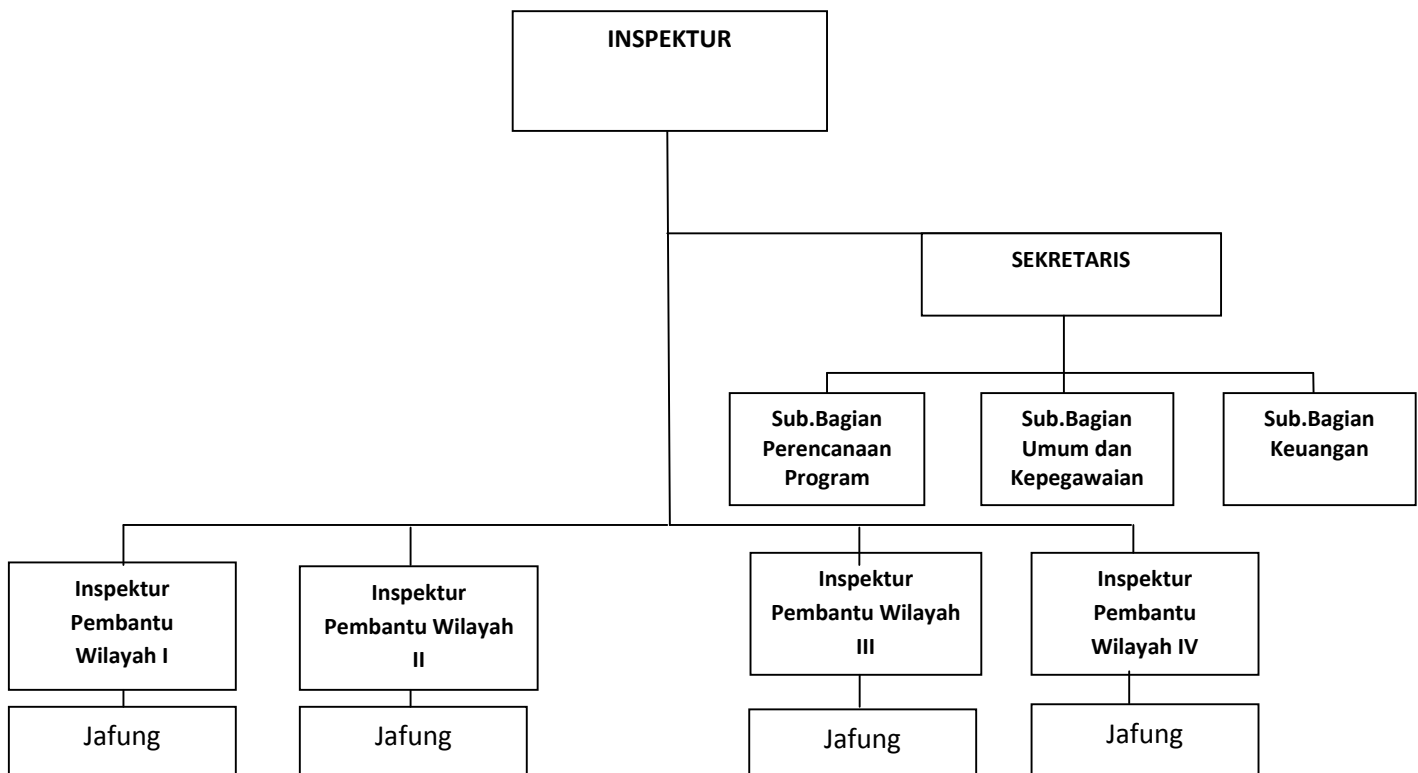 INSPEKTUR
SEKRETARIS
Sub.Bagian
Perencanaan
Program
Sub.Bagian
Umum dan
Kepegawaian
Sub.Bagian
Keuangan
Inspektur
Pembantu
Wilayah I
Inspektur
Pembantu Wilayah
II
Inspektur
Pembantu Wilayah
III
Inspektur
Pembantu
Wilayah IV
Jafung
Jafung
Jafung
Jafung